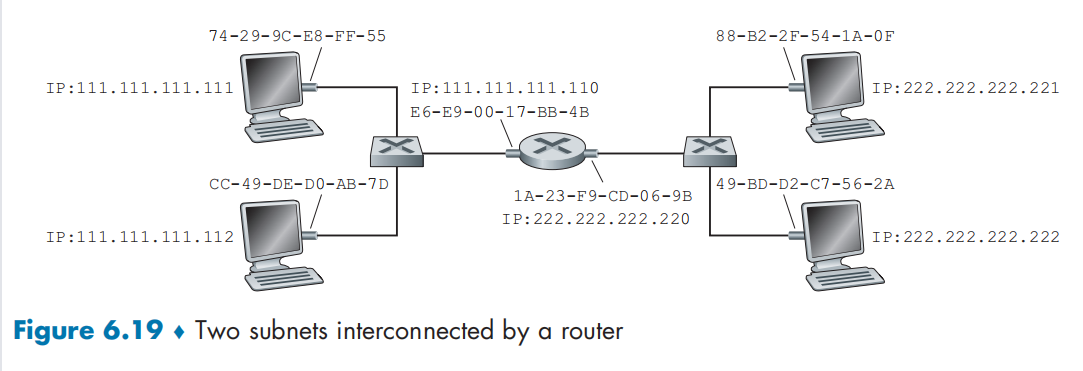 74-29-9C-E8-FF-55
88-B2-2F-54-1A-0F
IP:111.111.111.111
IP:111.111.111.110
IP:222.222.222.221
E6-E9-00-17-BB-4B
CC-49-DE-D0-AB-7D
49-BD-D2-C7-56-2A
1A-23-F9-CD-06-9B
IP:222.222.222.220
IP:111.111.111.112
IP:222.222.222.222
Figure 6.19 ♦ Two subnets interconnected by a router